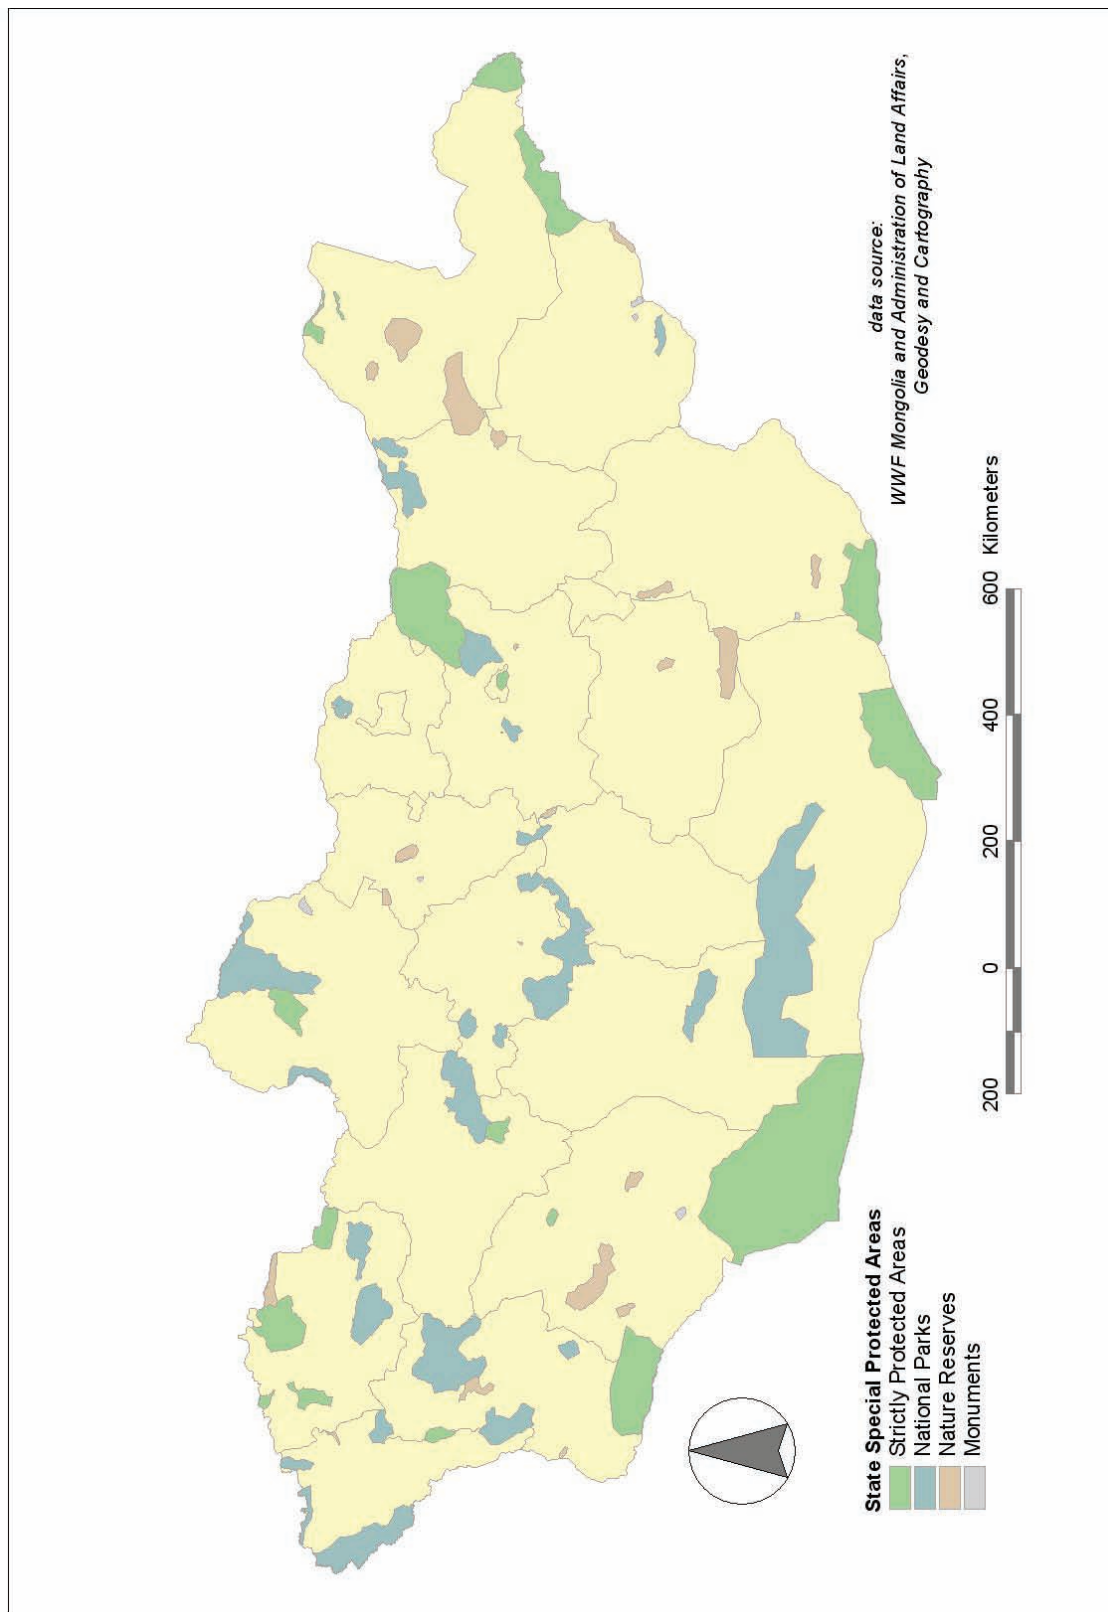 data source:
WWF Mongolia and Administration of Land Affairs,
Geodesy and Cartography
State Special Protected Areas
Strictly Protected Areas
National Parks
Nature Reserves
Monuments
200 0 200 400 600 Kilometers